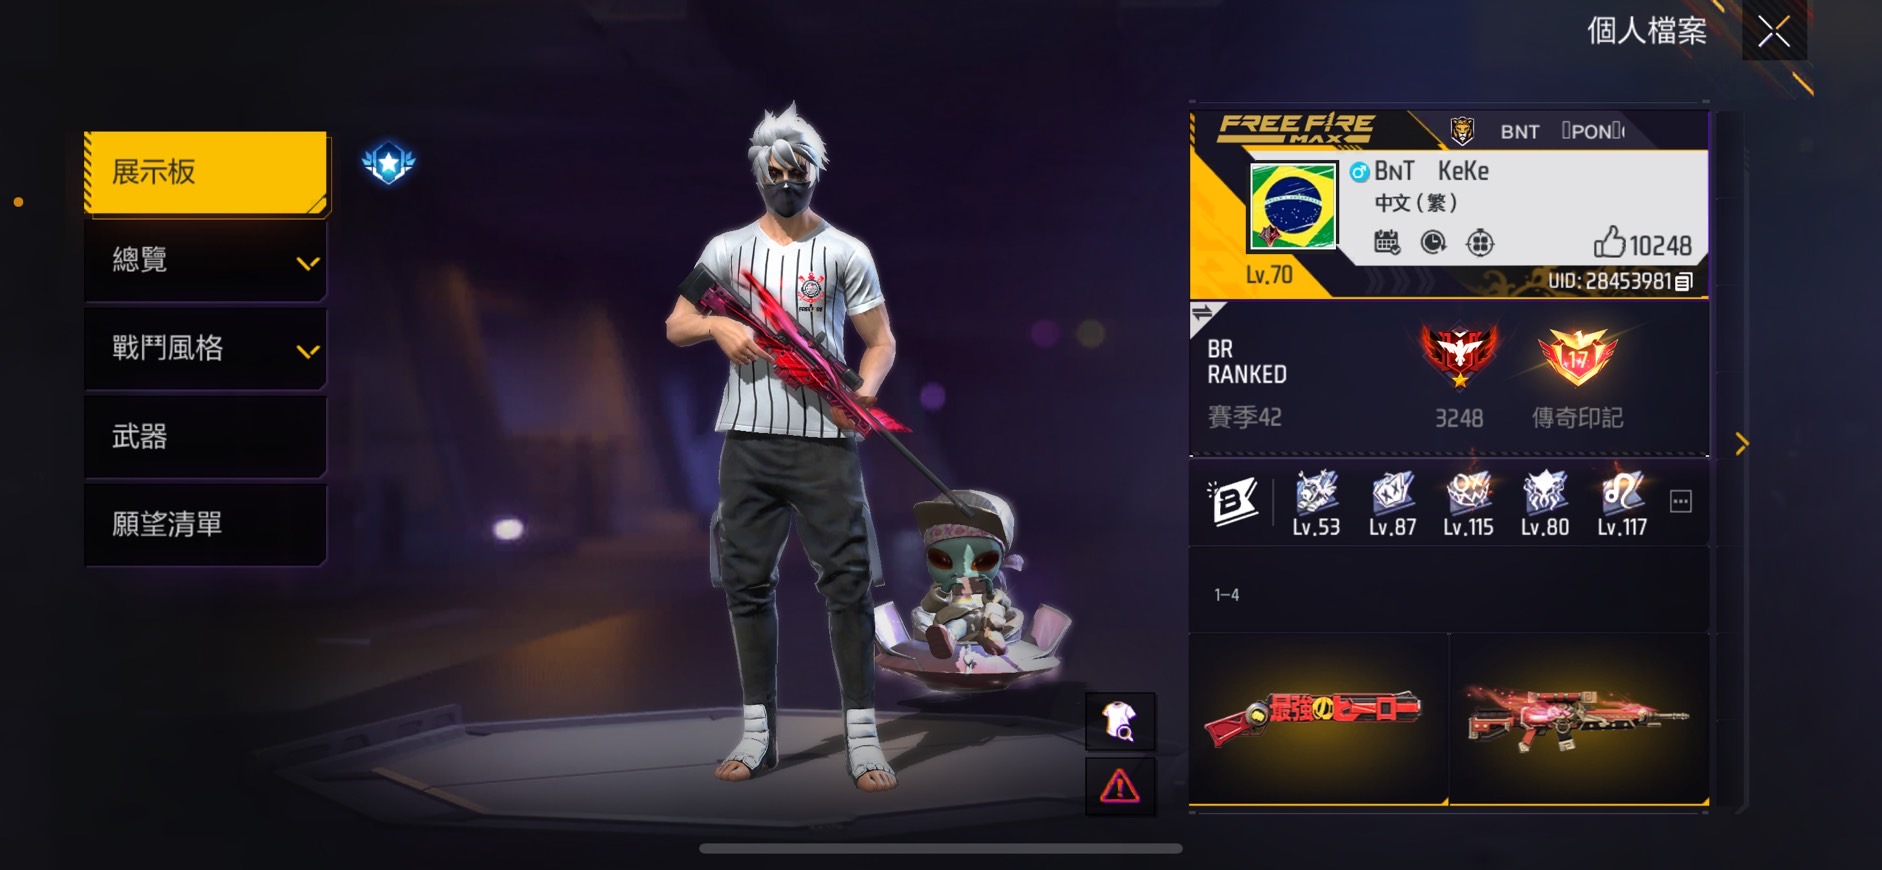 個人檔案
展示板
總覽
戰鬥風格
武器
願望清單
FREE FIRE
MAX
BNT PON
BNT KeKe
中文(繁)
10248
Lv.70
UID: 28453981
BR
RANKED
賽季42
17
3248
傳奇印記
B
Lv.53
Lv.87
Lv.115
Lv.80
Lv.117
1-4
最強のヒーロ